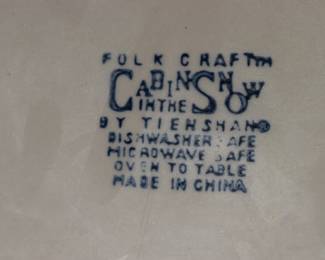 FOLK CRAFT™
CABIN IN THE SNOW
BY TIENSHAN®
DISHWASHER SAFE
MICROWAVE SAFE
OVEN TO TABLE
MADE IN CHINA